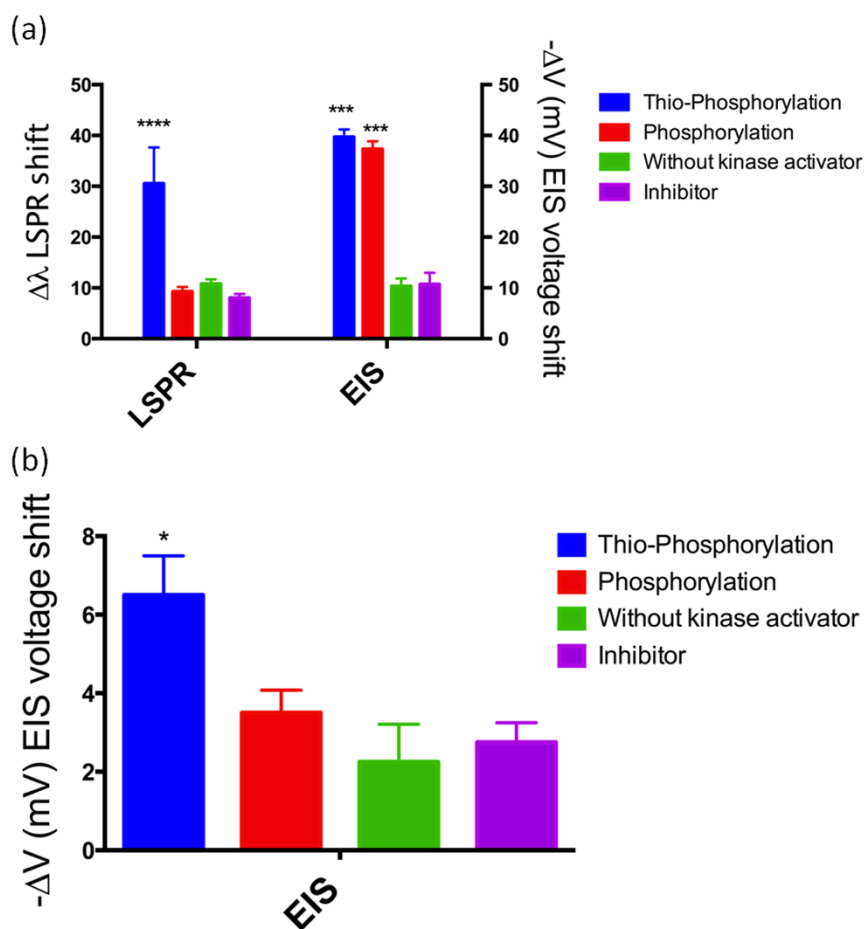 (a)
Δλ LSPR shift
50
40
30
20
10
0
****
***
***
LSPR
EIS
50
40
30
20
10
0
-ΔV (mV) EIS voltage shift
Thio-Phosphorylation
Phosphorylation
Without kinase activator
Inhibitor
(b)
-ΔV (mV) EIS voltage shift
8
6
4
2
0
*
EIS
Thio-Phosphorylation
Phosphorylation
Without kinase activator
Inhibitor